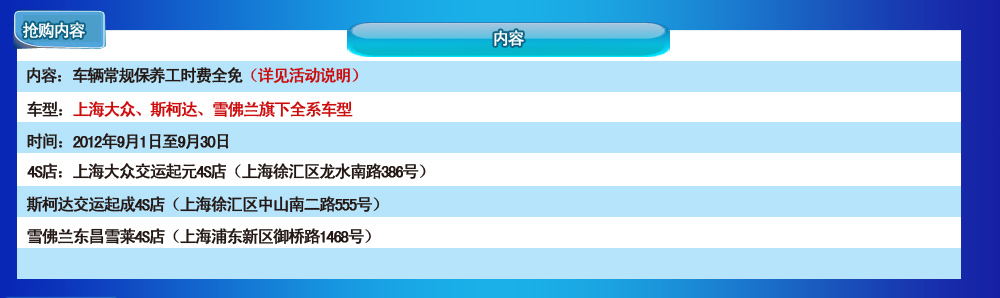 抢购内容
内容
内容：车辆常规保养工时费全免（详见活动说明）
车型：上海大众、斯柯达、雪佛兰旗下全系车型
时间：2012年9月1日至9月30日
4S店：上海大众交运起元4S店（上海徐汇区龙水南路386号）
斯柯达交运起成4S店（上海徐汇区中山南二路555号）
雪佛兰东昌雪莱4S店（上海浦东新区御桥路1468号）